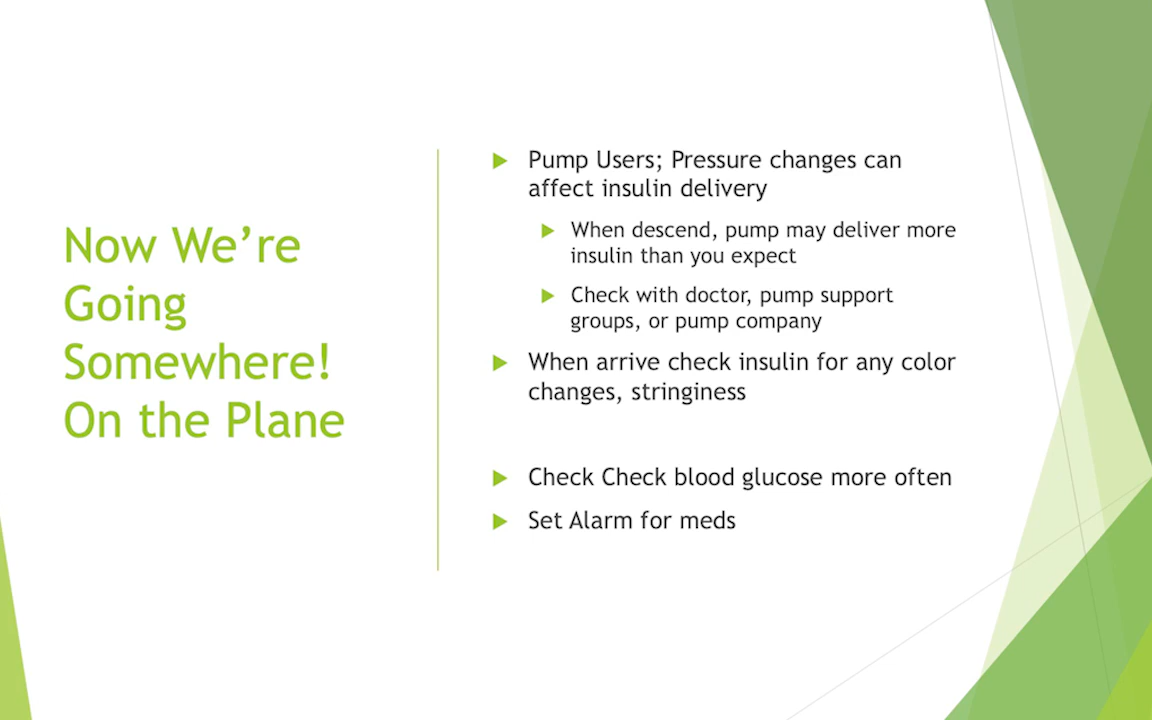 Now We’re
Going
Somewhere!
On the Plane
Pump Users; Pressure changes can
affect insulin delivery
When descend, pump may deliver more
insulin than you expect
Check with doctor, pump support
groups, or pump company
When arrive check insulin for any color
changes, stringiness
Check Check blood glucose more often
Set Alarm for meds